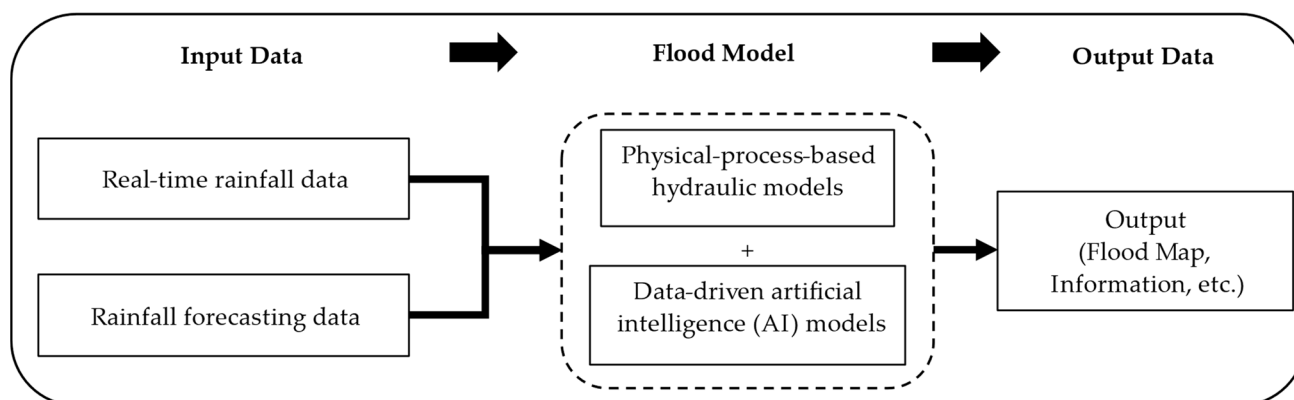 Input Data
Flood Model
Output Data
Real-time rainfall data
Rainfall forecasting data
Physical-process-based
hydraulic models
+
Data-driven artificial
intelligence (AI) models
Output
(Flood Map,
Information, etc.)